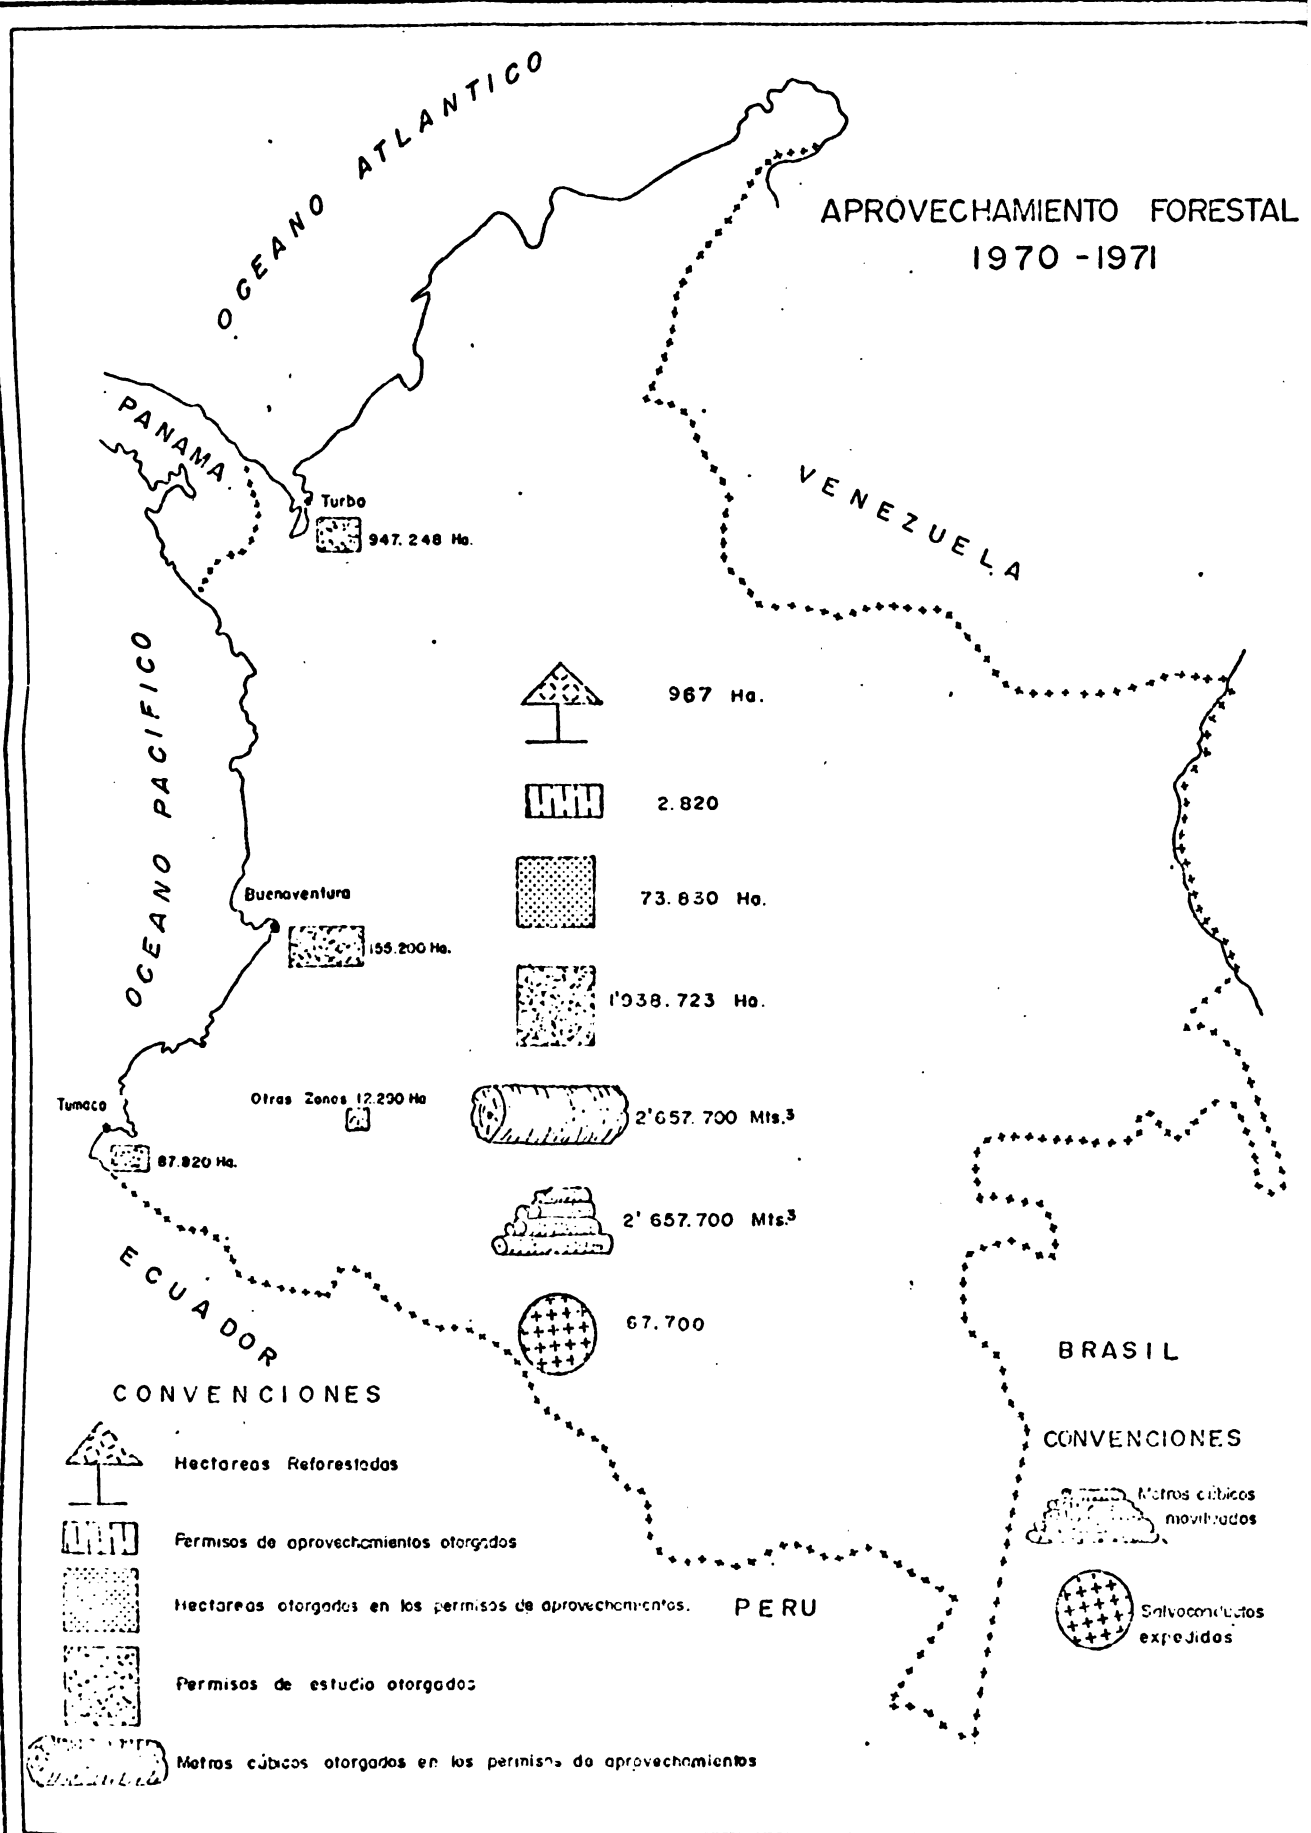 OCEANO ATLANTICO
APROVECHAMIENTO FORESTAL
1970 - 1971
PANAMA
VENEZUELA
Turbo
947.248 Ha.
OCEANO PACIFICO
967 Ha.
2.820
73.830 Ha.
Buenaventura
155.200 Ha.
1'938.723 Ha.
Otras Zonas 12.290 Ha
Tumaco
87.820 Ha.
2'657.700 Mts.³
2'657.700 Mts.³
67.700
ECUADOR
BRASIL
PERU
CONVENCIONES
Hectareas Reforestadas
Permisos de aprovechamientos otorgados
Hectareas otorgadas en los permisos de aprovechamientos.
Permisos de estudio otorgados
Metros cúbicos otorgados en los permisos de aprovechamientos
CONVENCIONES
Metros cúbicos
movilizados
Salvoconductos
expedidos